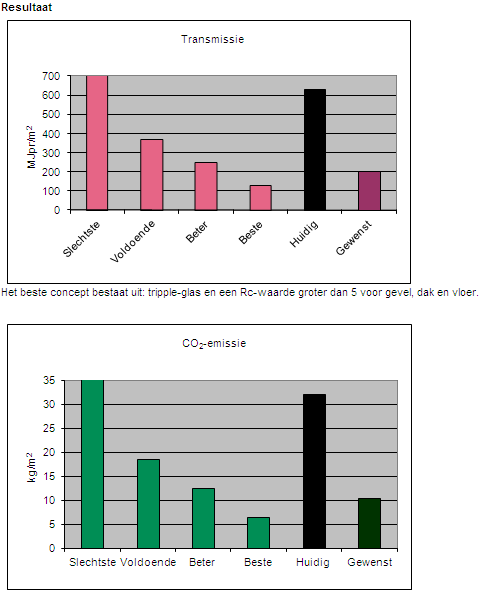 Resultaat
Transmissie
MJpr/m²
700
600
500
400
300
200
100
0
Slechtste Voldoende Beter Beste Huidig Gewenst
Het beste concept bestaat uit: tripple-glas en een Rc-waarde groter dan 5 voor gevel, dak en vloer.
CO₂-emissie
kg/m²
35
30
25
20
15
10
5
0
Slechtste Voldoende Beter Beste Huidig Gewenst